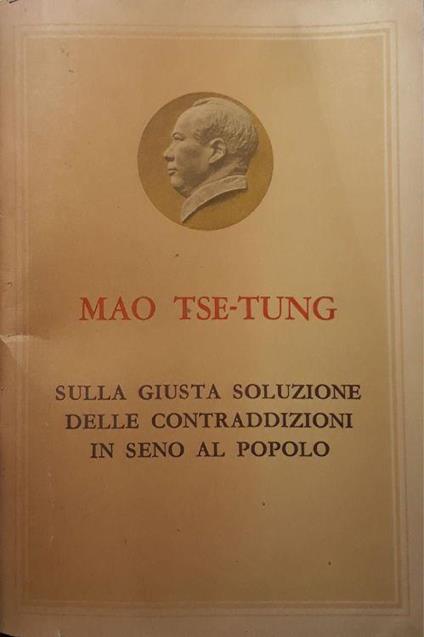 MAO TSE-TUNG
SULLA GIUSTA SOLUZIONE
DELLE CONTRADDIZIONI
IN SENO AL POPOLO